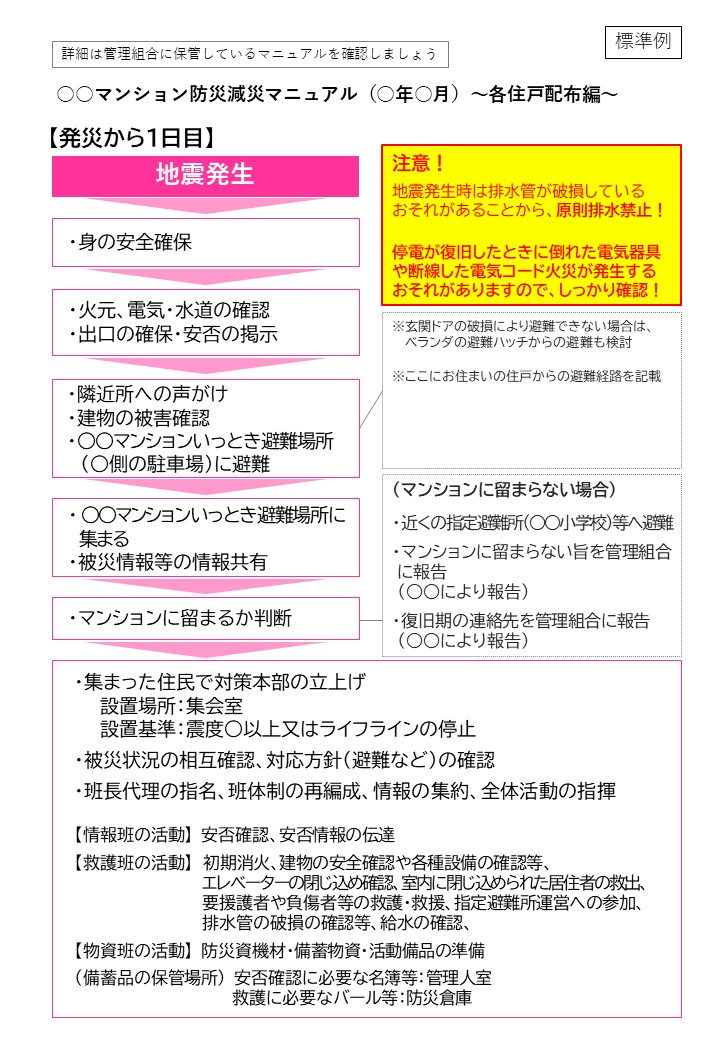 標準例
詳細は管理組合に保管しているマニュアルを確認しましょう
○○マンション防災減災マニュアル（○年○月）～各住戸配布編～
【発災から１日目】
地震発生
・身の安全確保
・火元、電気・水道の確認
・出口の確保・安否の掲示
・隣近所への声がけ
・建物の被害確認
・○○マンションいっとき避難場所
（○側の駐車場）に避難
・ ○○マンションいっとき避難場所に
集まる
・被災情報等の情報共有
・マンションに留まるか判断
注意！
地震発生時は排水管が破損している
おそれがあることから、原則排水禁止！
停電が復旧したときに倒れた電気器具
や断線した電気コード火災が発生する
おそれがありますので、しっかり確認！
※玄関ドアの破損により避難できない場合は、
ベランダの避難ハッチからの避難も検討
※ここにお住まいの住戸からの避難経路を記載
（マンションに留まらない場合）
・近くの指定避難所（○○小学校）等へ避難
・マンションに留まらない旨を管理組合
に報告
（○○により報告）
・復旧期の連絡先を管理組合に報告
（○○により報告）
・集まった住民で対策本部の立上げ
設置場所：集会室
設置基準：震度○以上又はライフラインの停止
・被災状況の相互確認、対応方針（避難など）の確認
・班長代理の指名、班体制の再編成、情報の集約、全体活動の指揮
【情報班の活動】 安否確認、安否情報の伝達
【救護班の活動】 初期消火、建物の安全確認や各種設備の確認等、
エレベーターの閉じ込め確認、室内に閉じ込められた居住者の救出、
要援護者や負傷者等の救護・救援、指定避難所運営への参加、
排水管の破損の確認等、給水の確認、
【物資班の活動】 防災資機材・備蓄物資・活動備品の準備
（備蓄品の保管場所） 安否確認に必要な名簿等：管理人室
救護に必要なバール等：防災倉庫